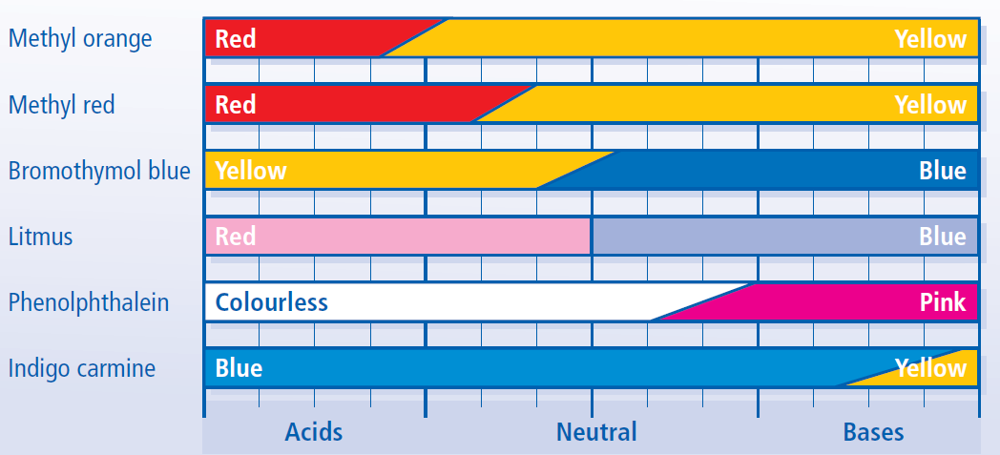 Methyl orange Red Yellow
Methyl red Red Yellow
Bromothymol blue Yellow Blue
Litmus Red Blue
Phenolphthalein Colourless Pink
Indigo carmine Blue Yellow
Acids Neutral Bases